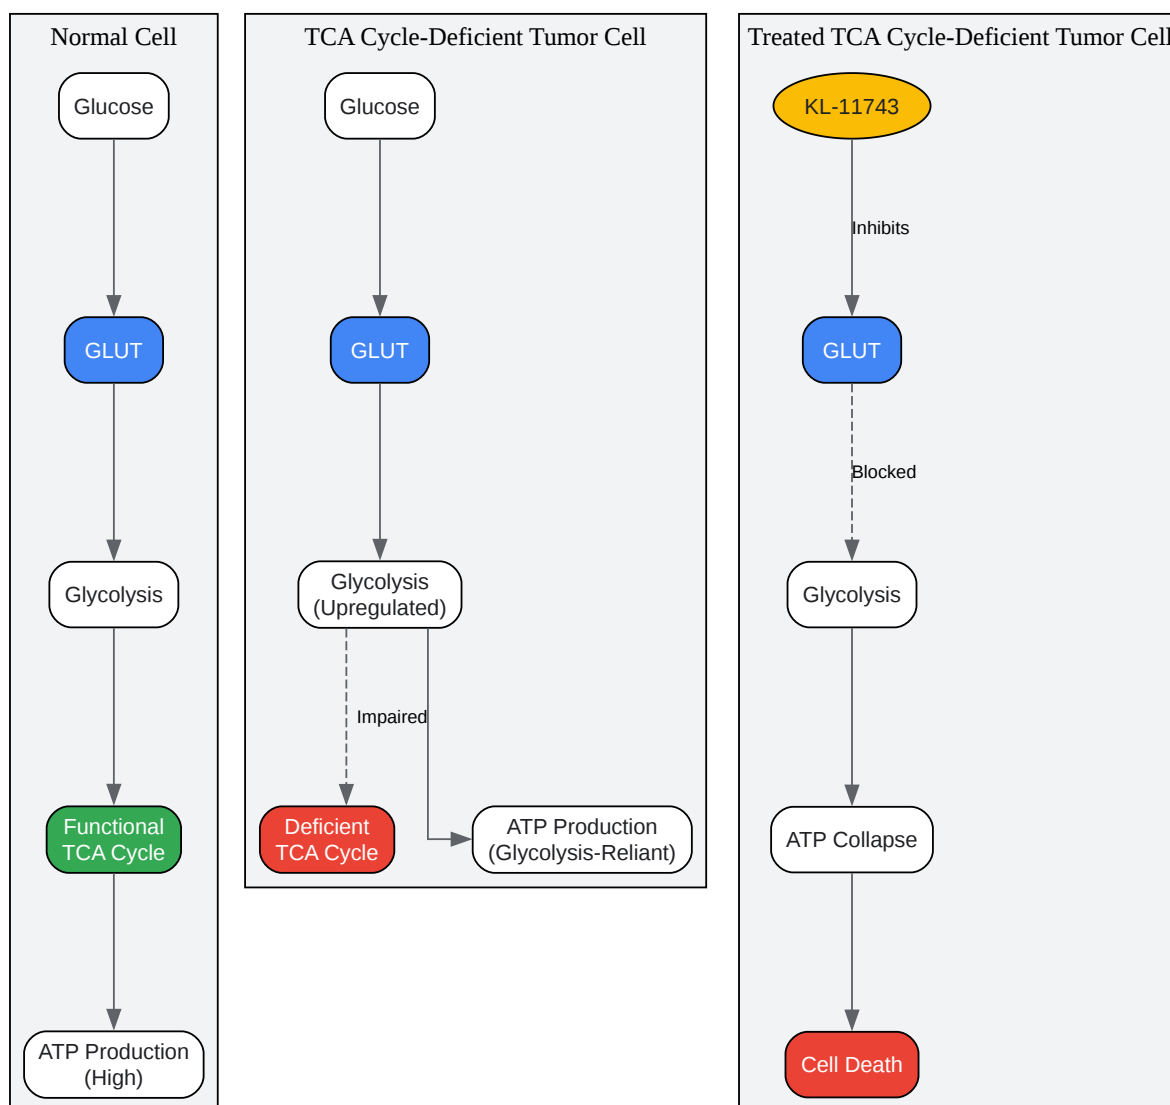 Normal Cell
Glucose
GLUT
Glycolysis
Functional
TCA Cycle
ATP Production
(High)
TCA Cycle-Deficient Tumor Cell
Glucose
GLUT
Glycolysis
(Upregulated)
Impaired
Deficient
TCA Cycle
ATP Production
(Glycolysis-Reliant)
Treated TCA Cycle-Deficient Tumor Cell
KL-11743
Inhibits
GLUT
Blocked
Glycolysis
ATP Collapse
Cell Death